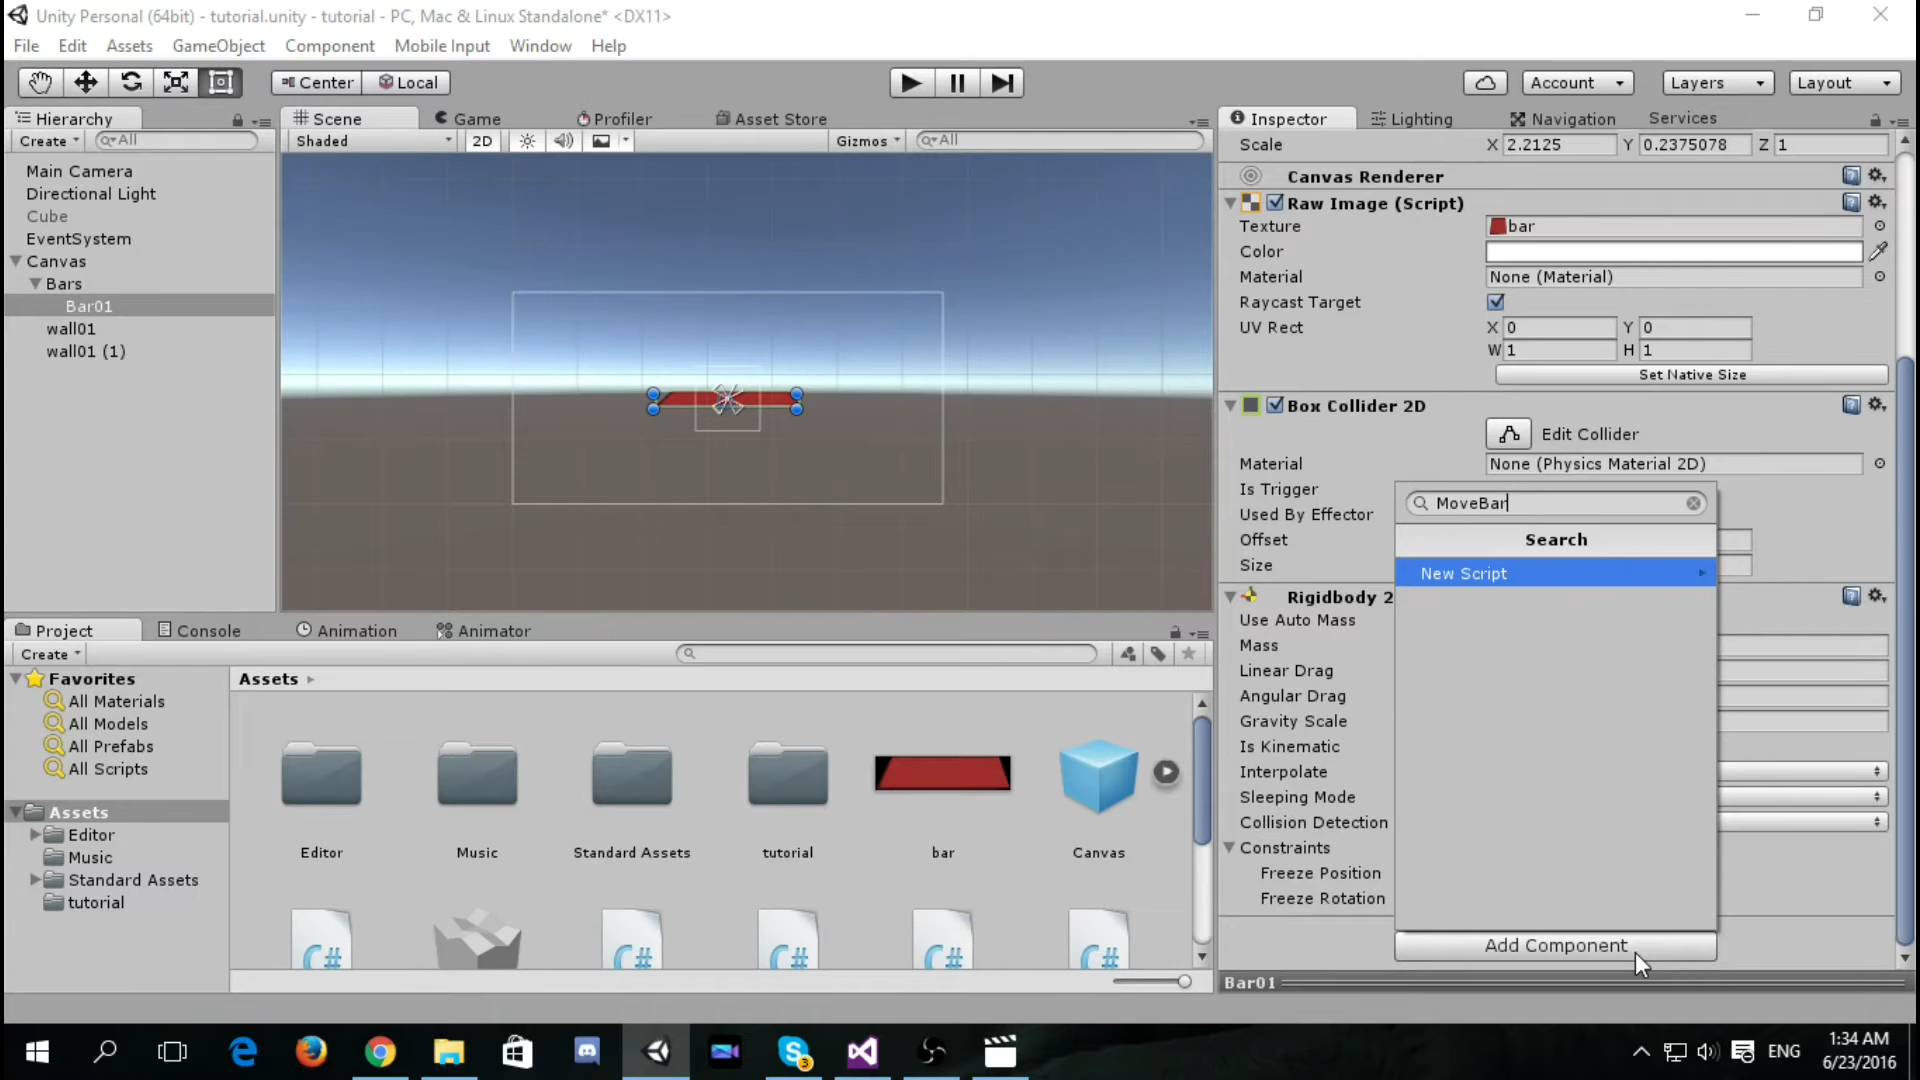 Unity Personal (64bit) - tutorial.unity - tutorial - PC, Mac & Linux Standalone* <DX11>
File Edit Assets GameObject Component Mobile Input Window Help
Center Local Account Layers Layout
Hierarchy
Create All
Main Camera
Directional Light
Cube
EventSystem
Canvas
Bars
Bar01
wall01
wall01 (1)
Scene Game Profiler Asset Store
Shaded 2D Gizmos All
Inspector Lighting Navigation Services
Scale X 2.2125 Y 0.2375078 Z 1
Canvas Renderer
Raw Image (Script)
Texture bar
Color
Material None (Material)
Raycast Target
UV Rect X 0 Y 0
W 1 H 1
Set Native Size
Box Collider 2D
Edit Collider
Material None (Physics Material 2D)
Is Trigger
Used By Effector
Offset
Size
Rigidbody 2
Use Auto Mass
Mass
Linear Drag
Angular Drag
Gravity Scale
Is Kinematic
Interpolate
Sleeping Mode
Collision Detection
Constraints
Freeze Position
Freeze Rotation
MoveBar
Search
New Script
Add Component
Bar01
Project Console Animation Animator
Create
Favorites
All Materials
All Models
All Prefabs
All Scripts
Assets
Editor
Music
Standard Assets
tutorial
Assets
Editor Music Standard Assets tutorial bar Canvas
C# C# C# C# C#
3
ENG
1:34 AM
6/23/2016